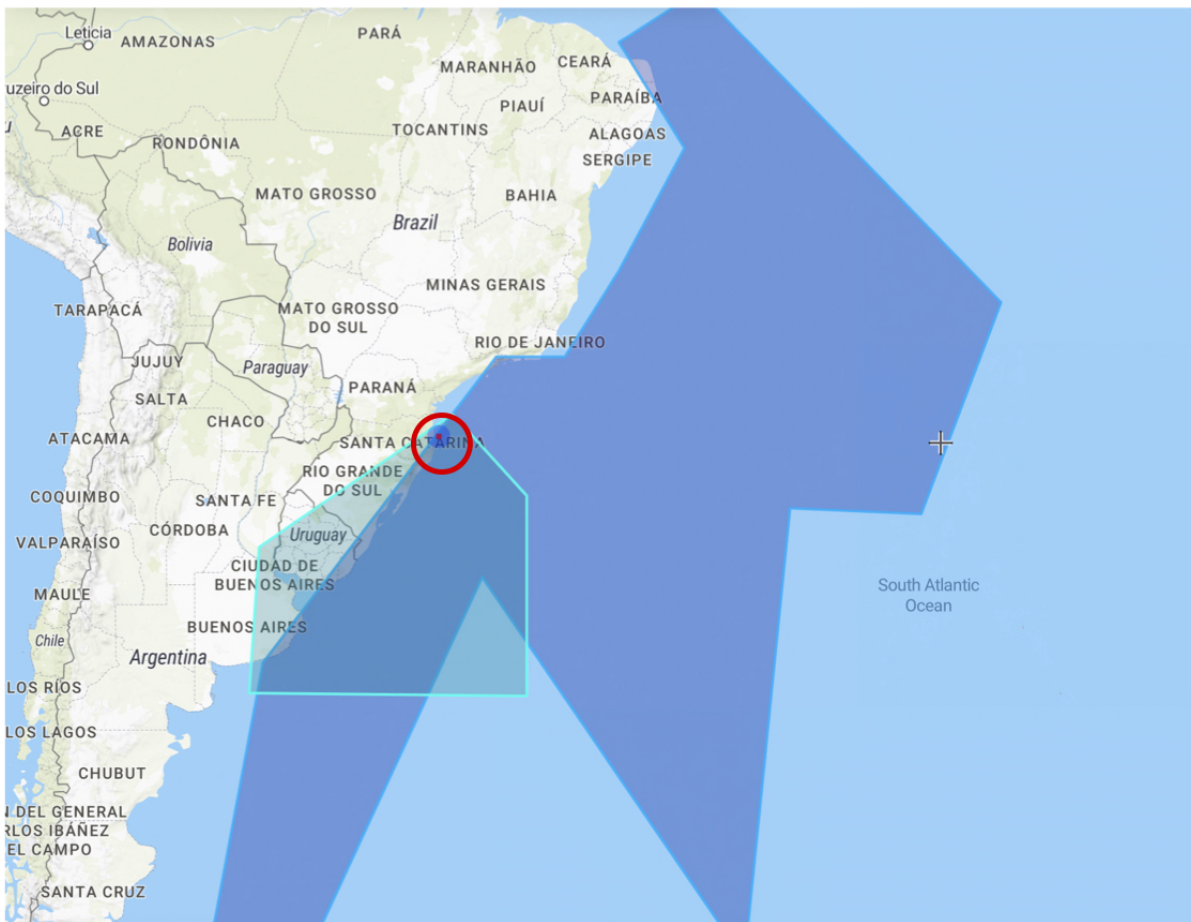 Leticia
AMAZONAS
PARÁ
MARANHÃO
CEARÁ
uzeiro do Sul
PIAUÍ
PARAÍBA
ACRE
RONDÔNIA
TOCANTINS
ALAGOAS
SERGIPE
MATO GROSSO
BAHIA
Brazil
Bolivia
MINAS GERAIS
TARAPACÁ
MATO GROSSO
DO SUL
RIO DE JANEIRO
JUJUY
Paraguay
PARANÁ
SALTA
CHACO
ATACAMA
SANTA CATARINA
RIO GRANDE
DO SUL
COQUIMBO
SANTA FE
CÓRDOBA
Uruguay
VALPARAÍSO
CIUDAD DE
BUENOS AIRES
South Atlantic
Ocean
MAULE
BUENOS AIRES
Chile
Argentina
LOS RÍOS
LOS LAGOS
CHUBUT
N DEL GENERAL
RLOS IBÁÑEZ
EL CAMPO
SANTA CRUZ